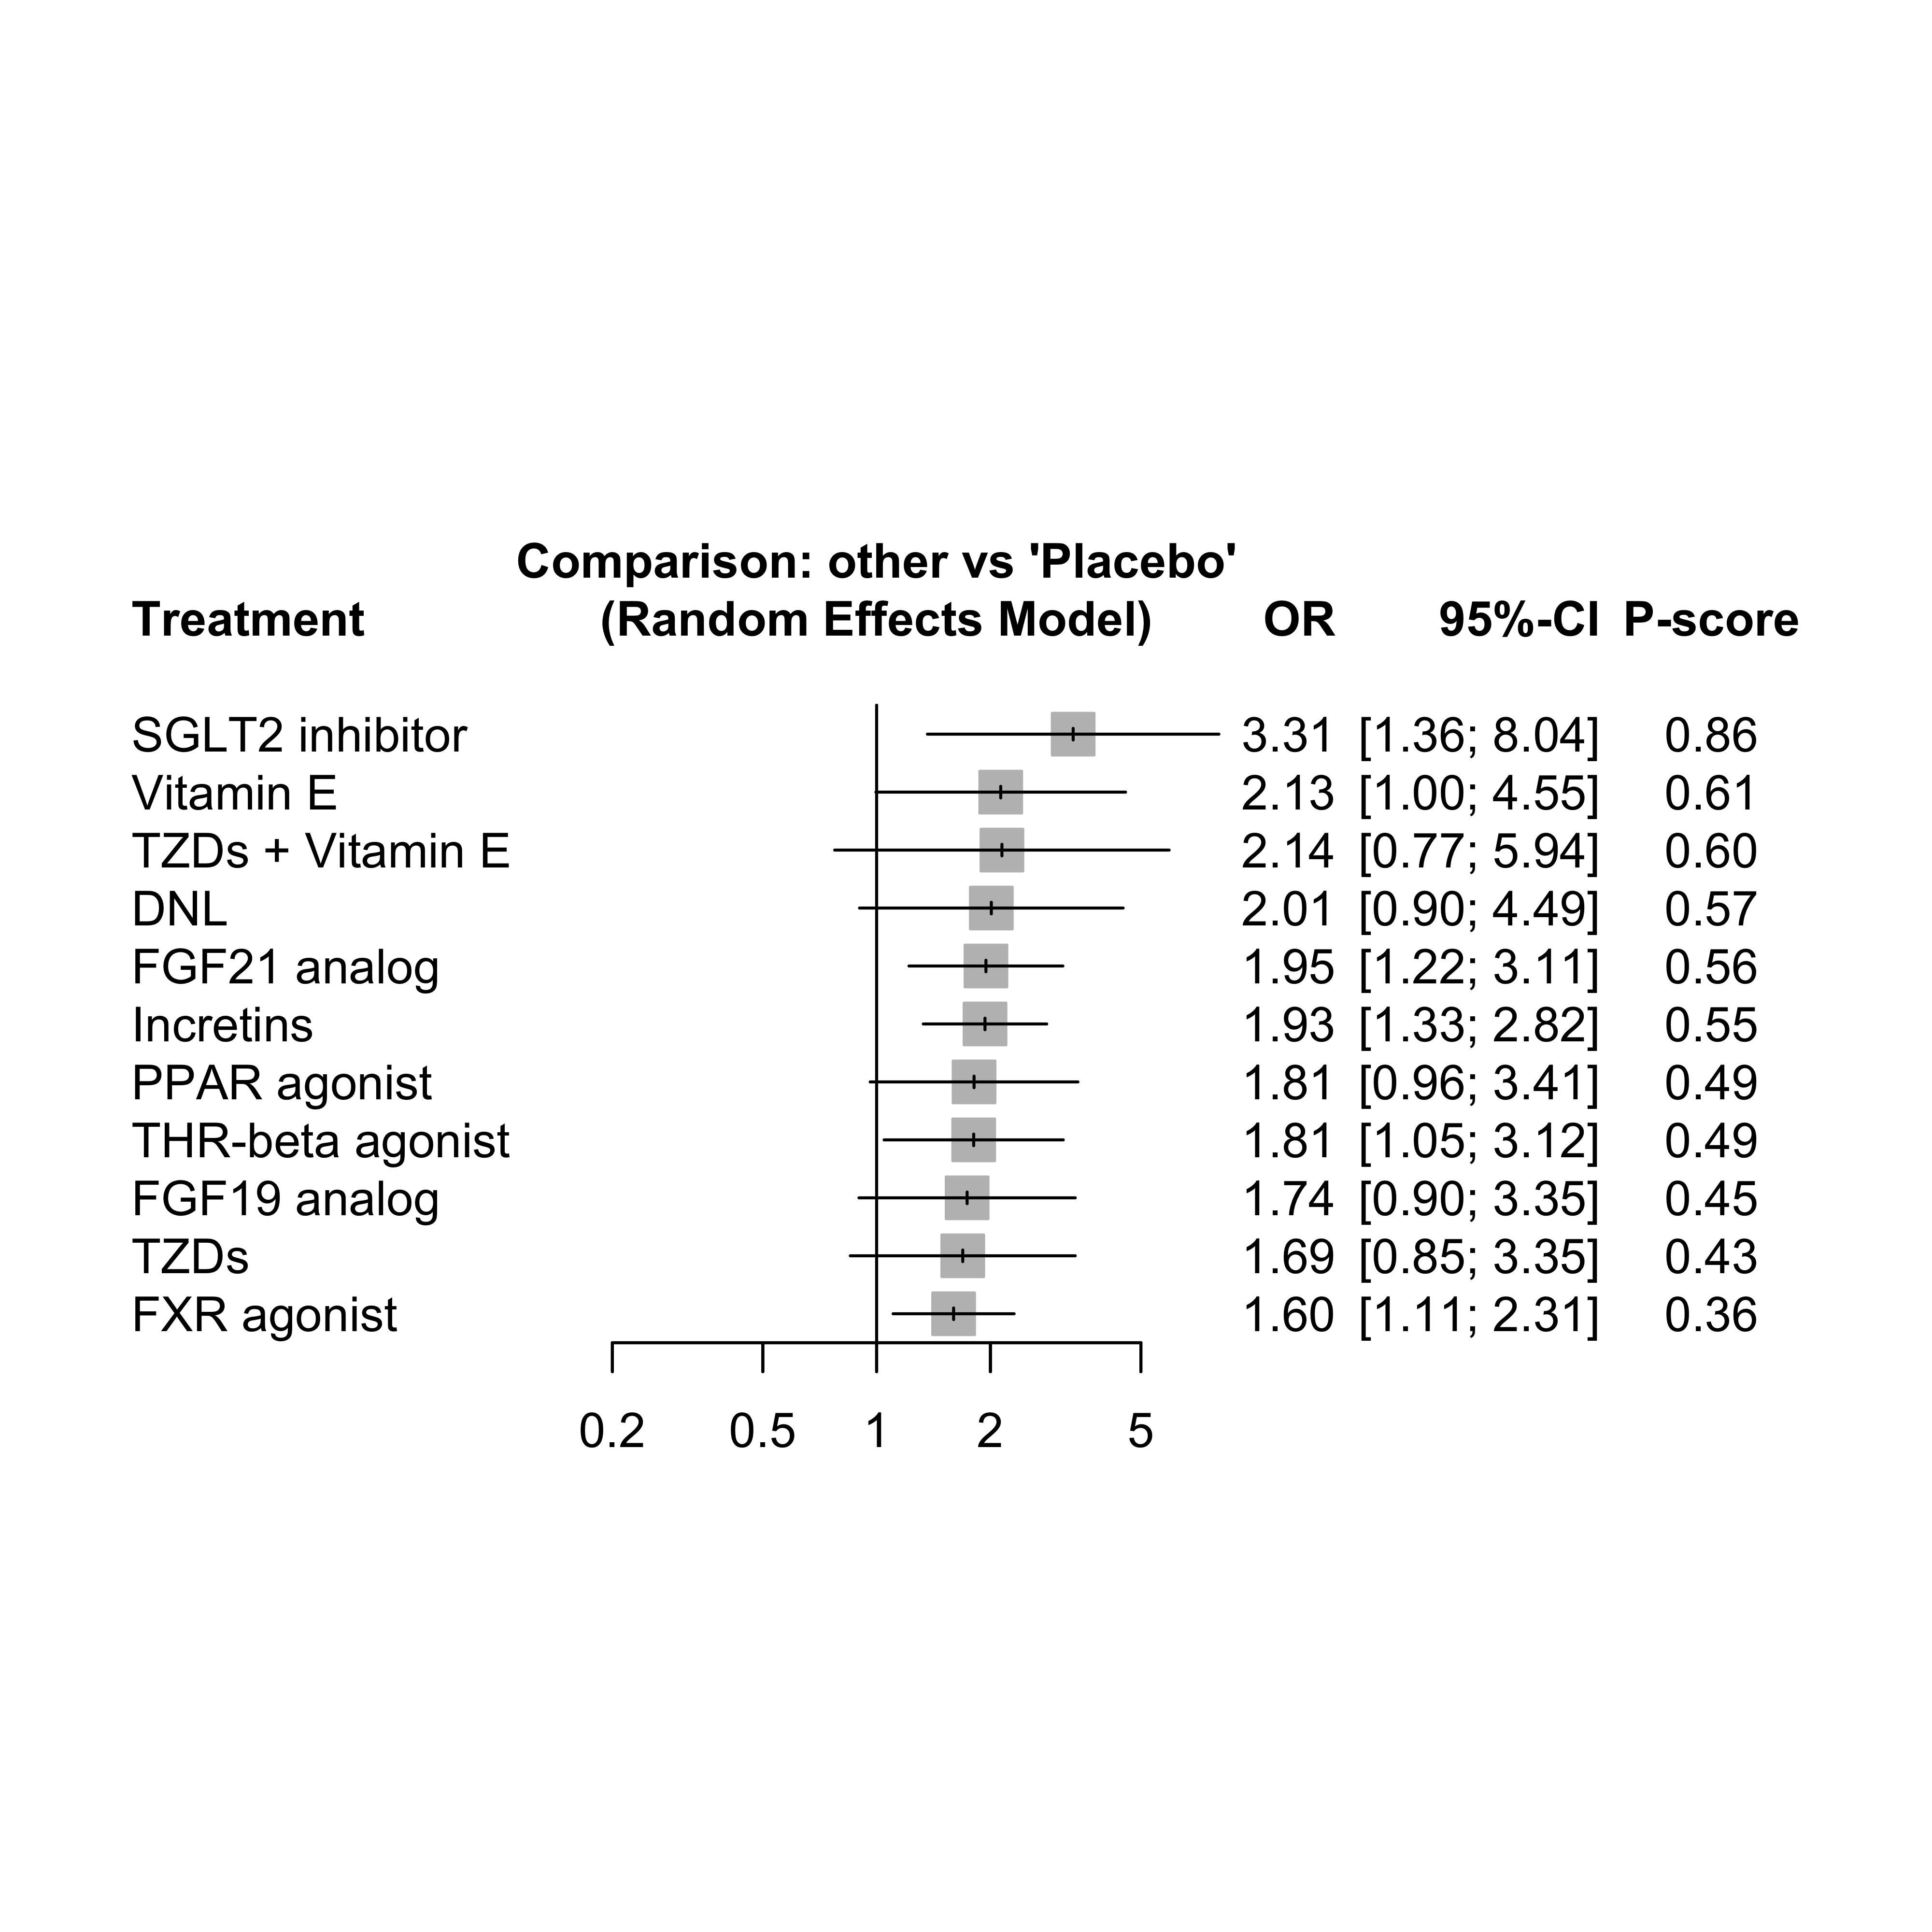 Comparison: other vs 'Placebo'
Treatment (Random Effects Model) OR 95%-CI P-score
SGLT2 inhibitor 3.31 [1.36; 8.04] 0.86
Vitamin E 2.13 [1.00; 4.55] 0.61
TZDs + Vitamin E 2.14 [0.77; 5.94] 0.60
DNL 2.01 [0.90; 4.49] 0.57
FGF21 analog 1.95 [1.22; 3.11] 0.56
Incretins 1.93 [1.33; 2.82] 0.55
PPAR agonist 1.81 [0.96; 3.41] 0.49
THR-beta agonist 1.81 [1.05; 3.12] 0.49
FGF19 analog 1.74 [0.90; 3.35] 0.45
TZDs 1.69 [0.85; 3.35] 0.43
FXR agonist 1.60 [1.11; 2.31] 0.36
0.2 0.5 1 2 5